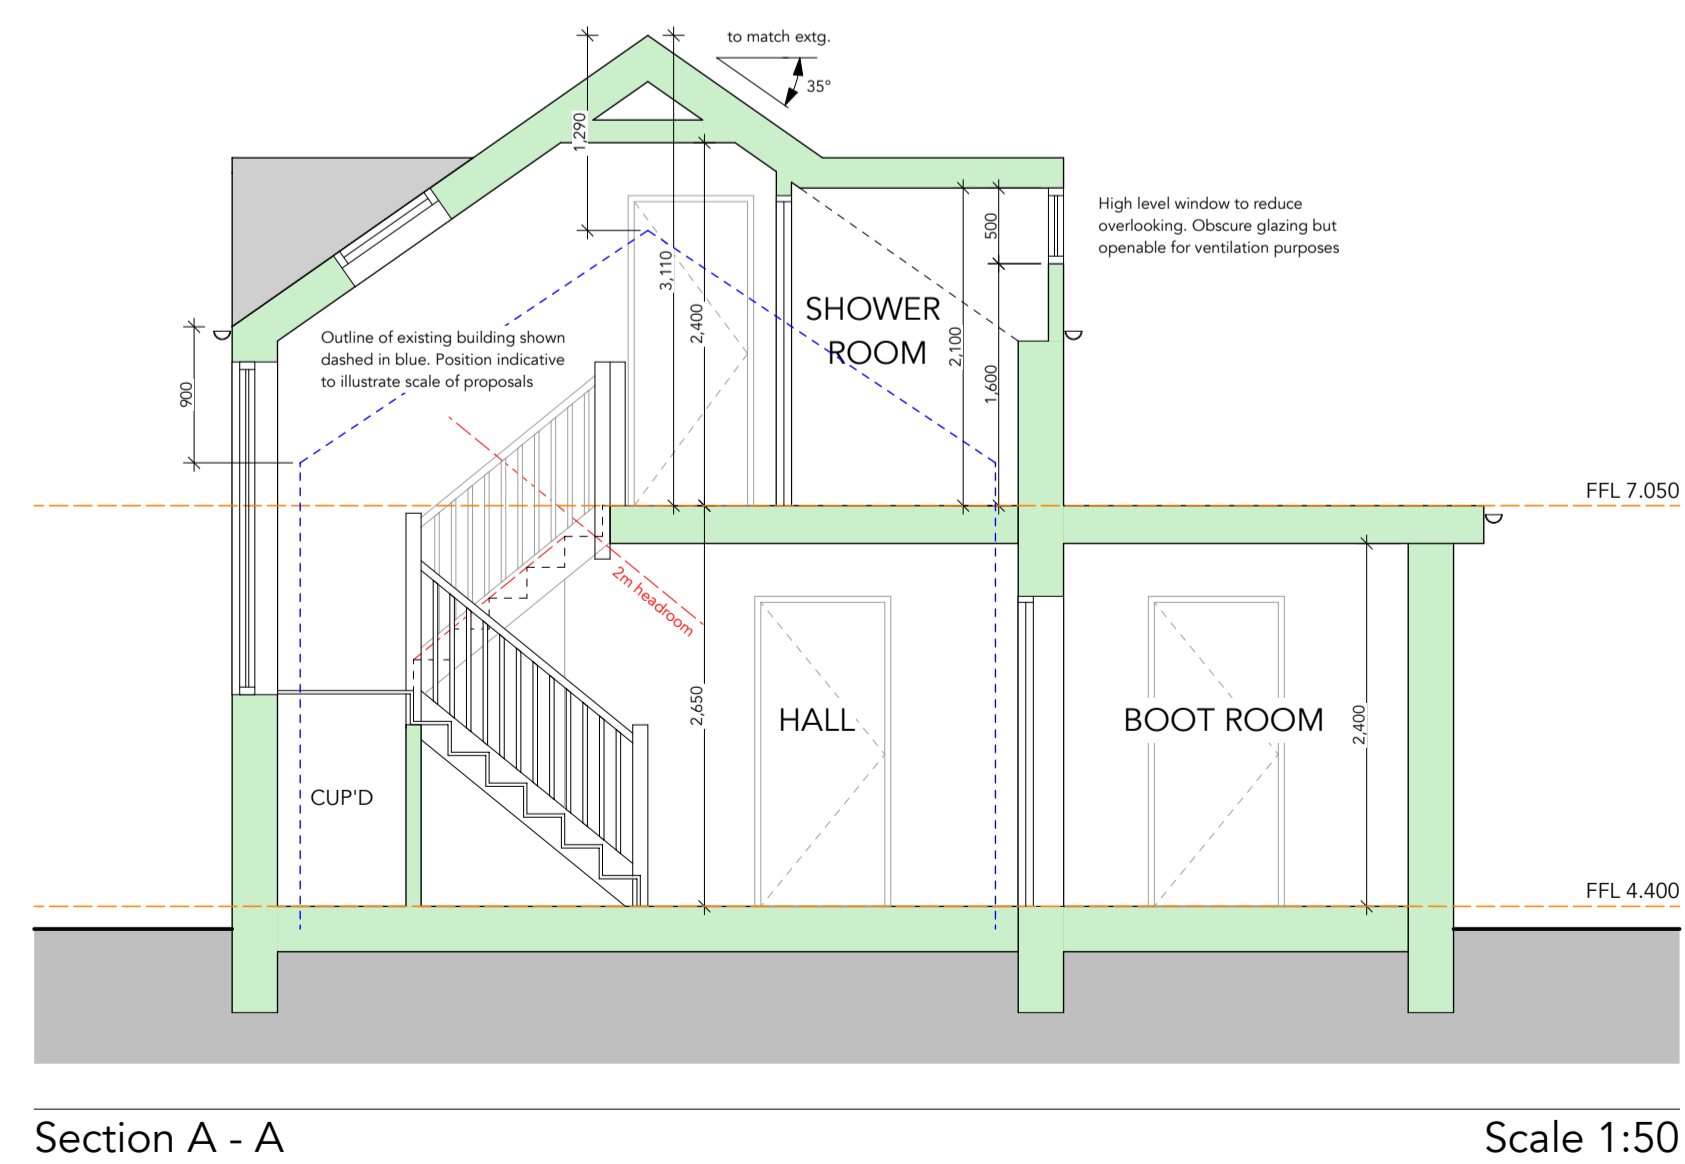 to match extg.
35°
1,290
High level window to reduce
overlooking. Obscure glazing but
openable for ventilation purposes
500
3,110
2,400
SHOWER
ROOM
2,100
1,600
Outline of existing building shown
dashed in blue. Position indicative
to illustrate scale of proposals
900
FFL 7.050
2m headroom
2,650
HALL
BOOT ROOM
2,400
CUP'D
FFL 4.400
Section A - A
Scale 1:50